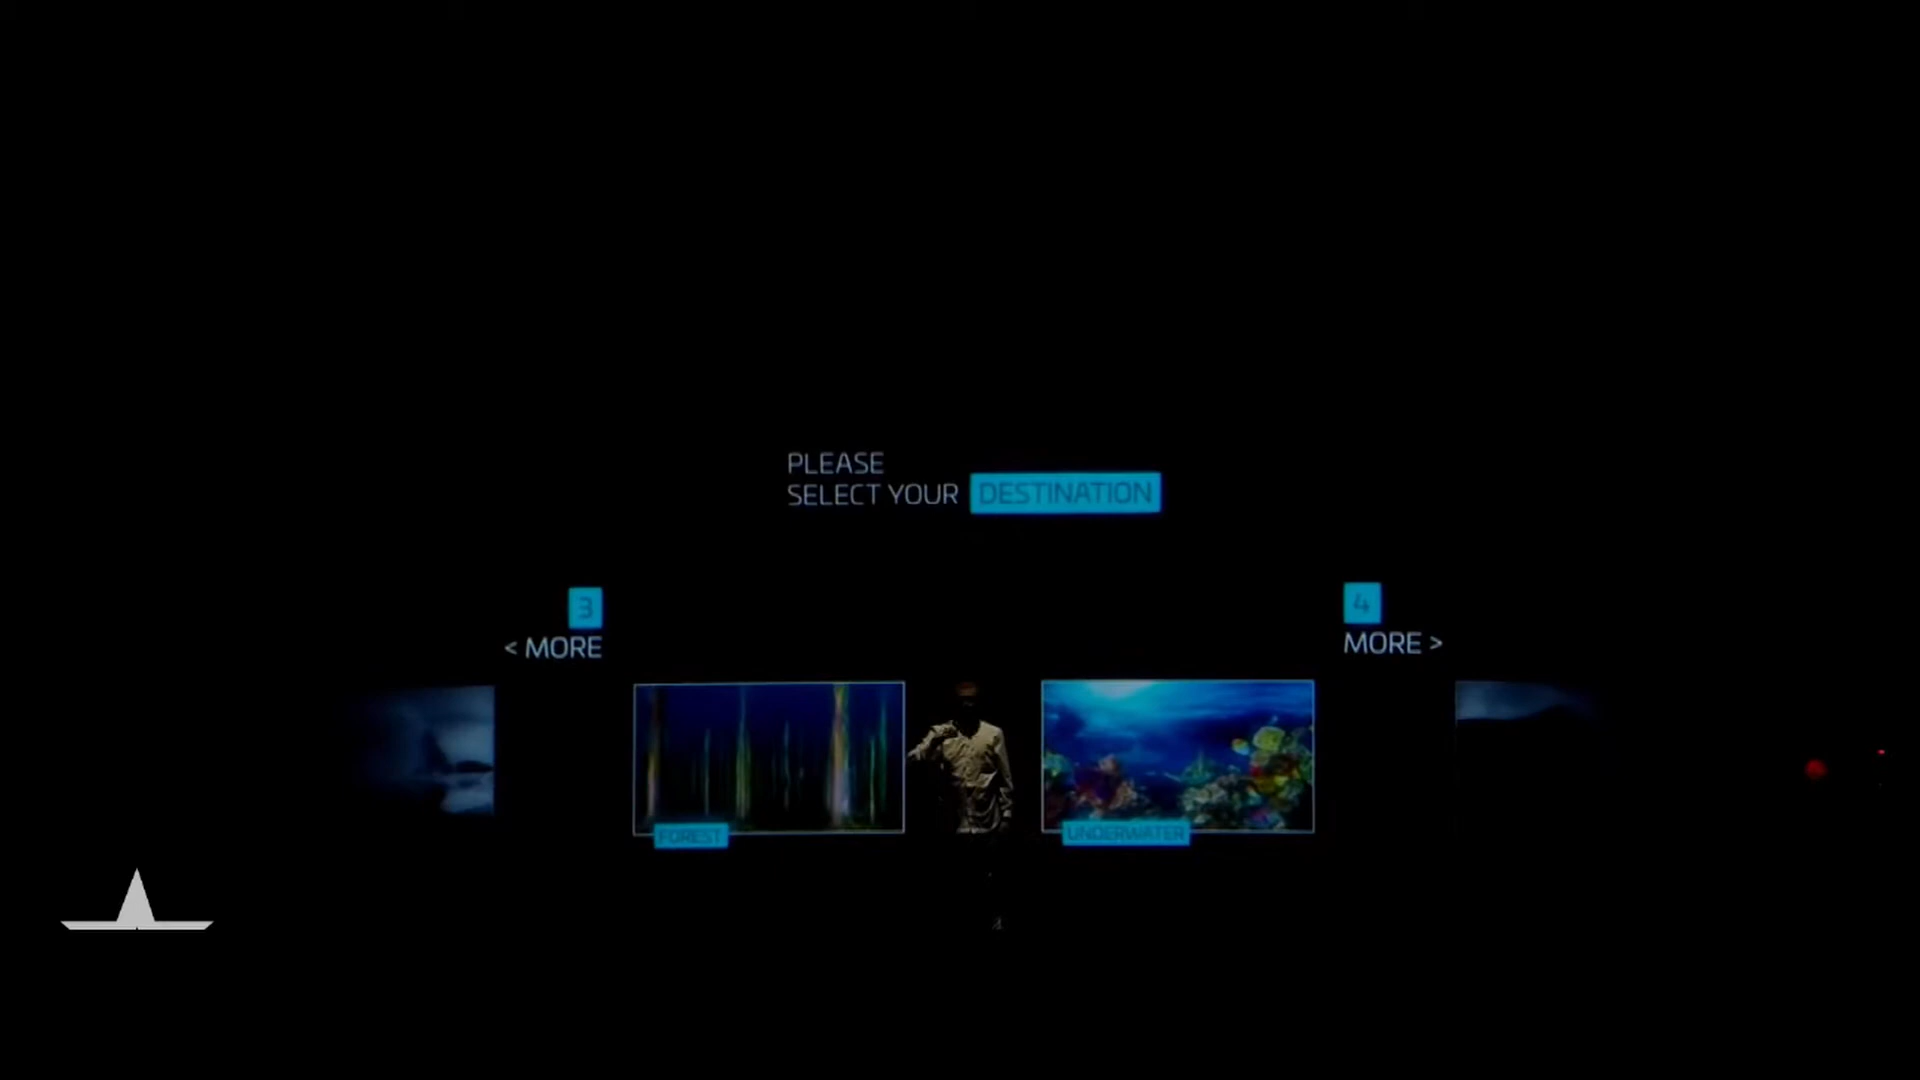 PLEASE
SELECT YOUR DESTINATION
3
< MORE
4
MORE >
FOREST
UNDERWATER